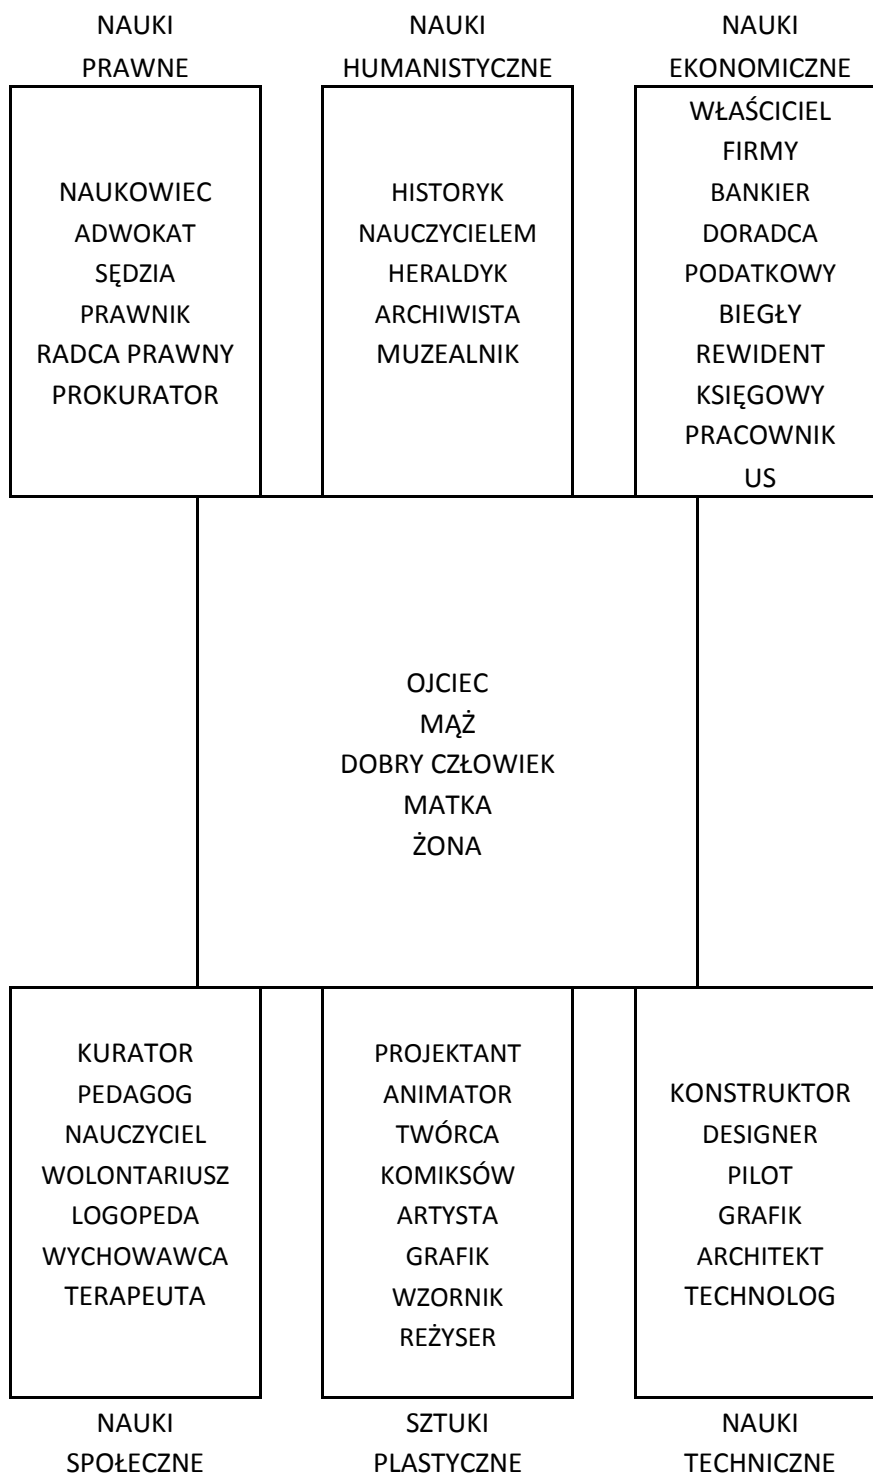 NAUKI
PRAWNE
NAUKI
HUMANISTYCZNE
NAUKI
EKONOMICZNE
NAUKOWIEC
ADWOKAT
SĘDZIA
PRAWNIK
RADCA PRAWNY
PROKURATOR
HISTORYK
NAUCZYCIELEM
HERALDYK
ARCHIWISTA
MUZEALNIK
WŁAŚCICIEL
FIRMY
BANKIER
DORADCA
PODATKOWY
BIEGŁY
REWIDENT
KSIĘGOWY
PRACOWNIK
US
OJCIEC
MĄŻ
DOBRY CZŁOWIEK
MATKA
ŻONA
KURATOR
PEDAGOG
NAUCZYCIEL
WOLONTARIUSZ
LOGOPEDA
WYCHOWAWCA
TERAPEUTA
PROJEKTANT
ANIMATOR
TWÓRCA
KOMIKSÓW
ARTYSTA
GRAFIK
WZORNIK
REŻYSER
KONSTRUKTOR
DESIGNER
PILOT
GRAFIK
ARCHITEKT
TECHNOLOG
NAUKI
SPOŁECZNE
SZTUKI
PLASTYCZNE
NAUKI
TECHNICZNE